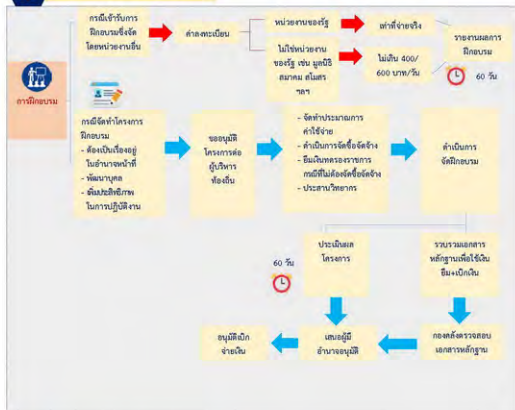 การฝึกอบรม
กรณีเข้ารับการ
ฝึกอบรมซึ่งจัด
โดยหน่วยงานอื่น
ค่าลงทะเบียน
หน่วยงานของรัฐ
เท่าที่จ่ายจริง
ไม่ใช่หน่วยงาน
ของรัฐ เช่น มูลนิธิ
สมาคม สโมสร
ฯลฯ
ไม่เกิน 400/
600 บาท/วัน
รายงานผลการ
ฝึกอบรม
60 วัน
กรณีจัดทำโครงการ
ฝึกอบรม
- ต้องเป็นเรื่องอยู่
ในอำนาจหน้าที่
- พัฒนาบุคคล
- เพิ่มประสิทธิภาพ
ในการปฏิบัติงาน
ขออนุมัติ
โครงการต่อ
ผู้บริหาร
ท้องถิ่น
- จัดทำประมาณการ
ค่าใช้จ่าย
- ดำเนินการจัดซื้อจัดจ้าง
- ยืมเงินทดรองราชการ
กรณีที่ไม่ต้องจัดซื้อจัดจ้าง
- ประสานวิทยากร
ดำเนินการ
จัดฝึกอบรม
60 วัน
ประเมินผล
โครงการ
รวบรวมเอกสาร
หลักฐานเพื่อใช้เงิน
ยืม+เบิกเงิน
อนุมัติเบิก
จ่ายเงิน
เสนอผู้มี
อำนาจอนุมัติ
กองคลังตรวจสอบ
เอกสารหลักฐาน